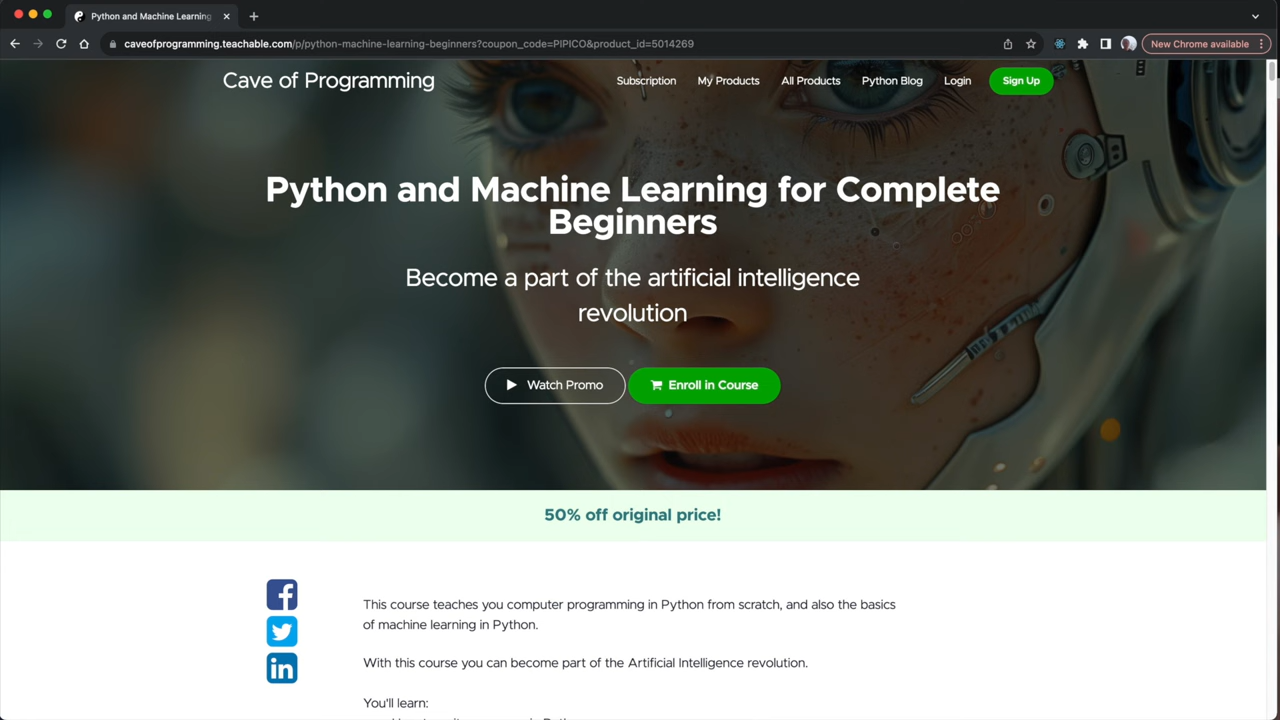 Python and Machine Learning
New Chrome available
caveofprogramming.teachable.com/p/python-machine-learning-beginners?coupon_code=PIPICO&product_id=5014269
Cave of Programming
Subscription
My Products
All Products
Python Blog
Login
Sign Up
Python and Machine Learning for Complete
Beginners
Become a part of the artificial intelligence
revolution
Watch Promo
Enroll in Course
50% off original price!
This course teaches you computer programming in Python from scratch, and also the basics
of machine learning in Python.
With this course you can become part of the Artificial Intelligence revolution.
You'll learn: